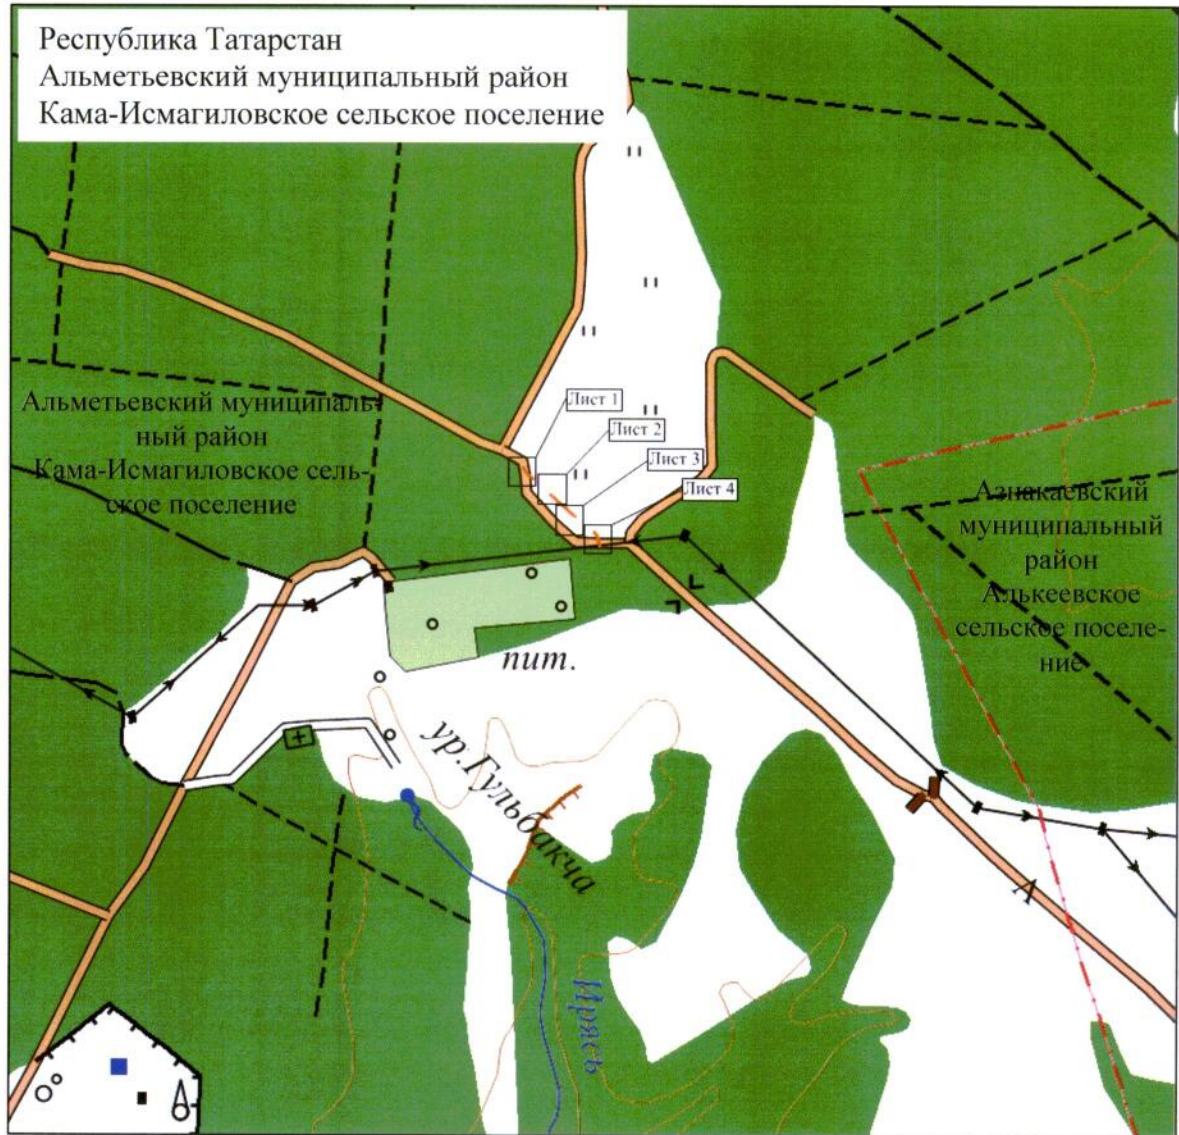 Республика Татарстан
Альметьевский муниципальный район
Кама-Исмагиловское сельское поселение
Лист 1
Лист 2
Лист 3
Лист 4
Альметьевский муниципаль-
ный район
Кама-Исмагиловское сель-
ское поселение
Азнакаевский
муниципальный
район
Алькеевское
сельское поселе-
ние
пит.
ур.Гульбакча
А
Ирясь